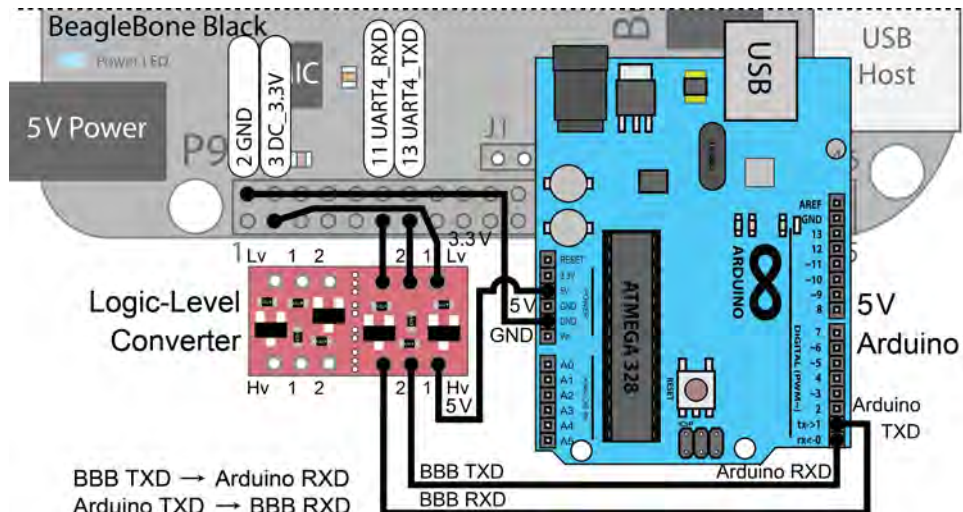 BeagleBone Black
Power LED
5V Power
P9
2 GND
3 DC_3.3V
IC
11 UART4_RXD
13 UART4_TXD
J1
B
USB
USB
Host
1
3.3V
Lv 1 2
2 1 Lv
Logic-Level
Converter
Hv 1 2
2 1 Hv
5V
5V
GND
RESET
3.3V
5V
GND
GND
Vin
A0
A1
A2
A3
A4
A5
ATMEGA 328
RESET
ICSP
ARDUINO
AREF
GND
13
12
~11
~10
~9
8
7
~6
~5
4
~3
2
tx->1
rx<-0
DIGITAL (PWM~)
5V
Arduino
Arduino
TXD
BBB TXD
Arduino RXD
BBB RXD
BBB TXD → Arduino RXD
Arduino TXD → BBB RXD